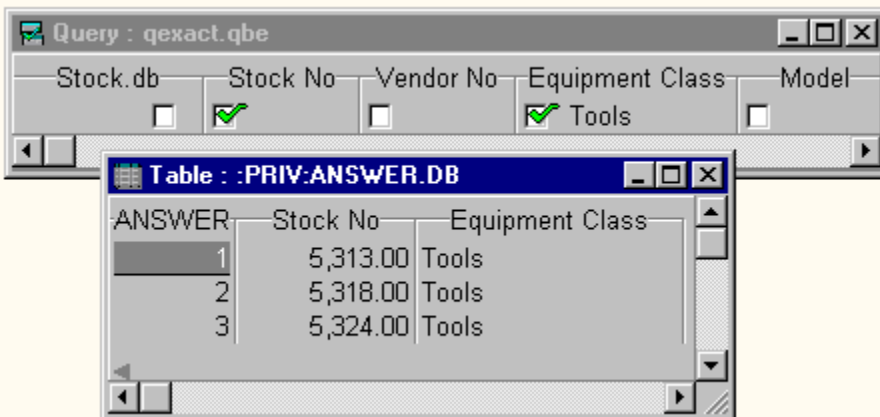 Query : qexact.qbe
Stock.db Stock No Vendor No Equipment Class Model
Tools
Table : :PRIV:ANSWER.DB
ANSWER Stock No Equipment Class
1 5,313.00 Tools
2 5,318.00 Tools
3 5,324.00 Tools